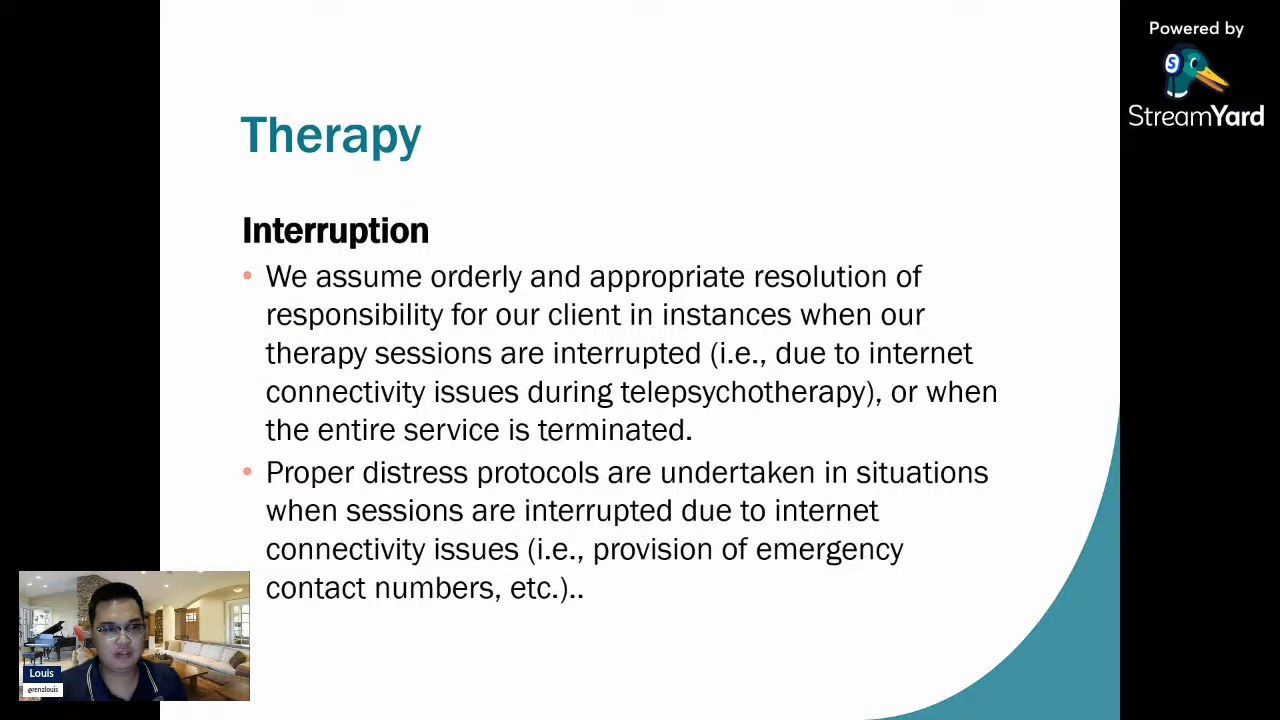 Powered by
StreamYard
Therapy
Interruption
• We assume orderly and appropriate resolution of
responsibility for our client in instances when our
therapy sessions are interrupted (i.e., due to internet
connectivity issues during telepsychotherapy), or when
the entire service is terminated.
• Proper distress protocols are undertaken in situations
when sessions are interrupted due to internet
connectivity issues (i.e., provision of emergency
contact numbers, etc.)..
Louis
@renzlouis